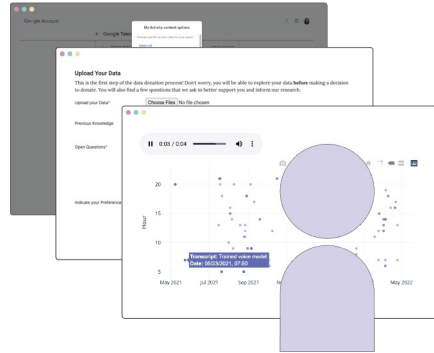 Google Account
My Activity content options
Google Takeout
Upload Your Data
This is the first step of the data donation process! Don't worry, you will be able to explore your data before making a decision
to donate. You will also find a few questions that we ask to better support you and inform our research.
Upload your Data*
Choose Files No file chosen
Previous Knowledge
Open Questions*
Indicate your Preference
0:03 / 0:04
20
15
10
5
Hour
Transcript: Trained voice model
Date: 05/23/2021, 07:50
May 2021
Jul 2021
Sep 2021
May 2022